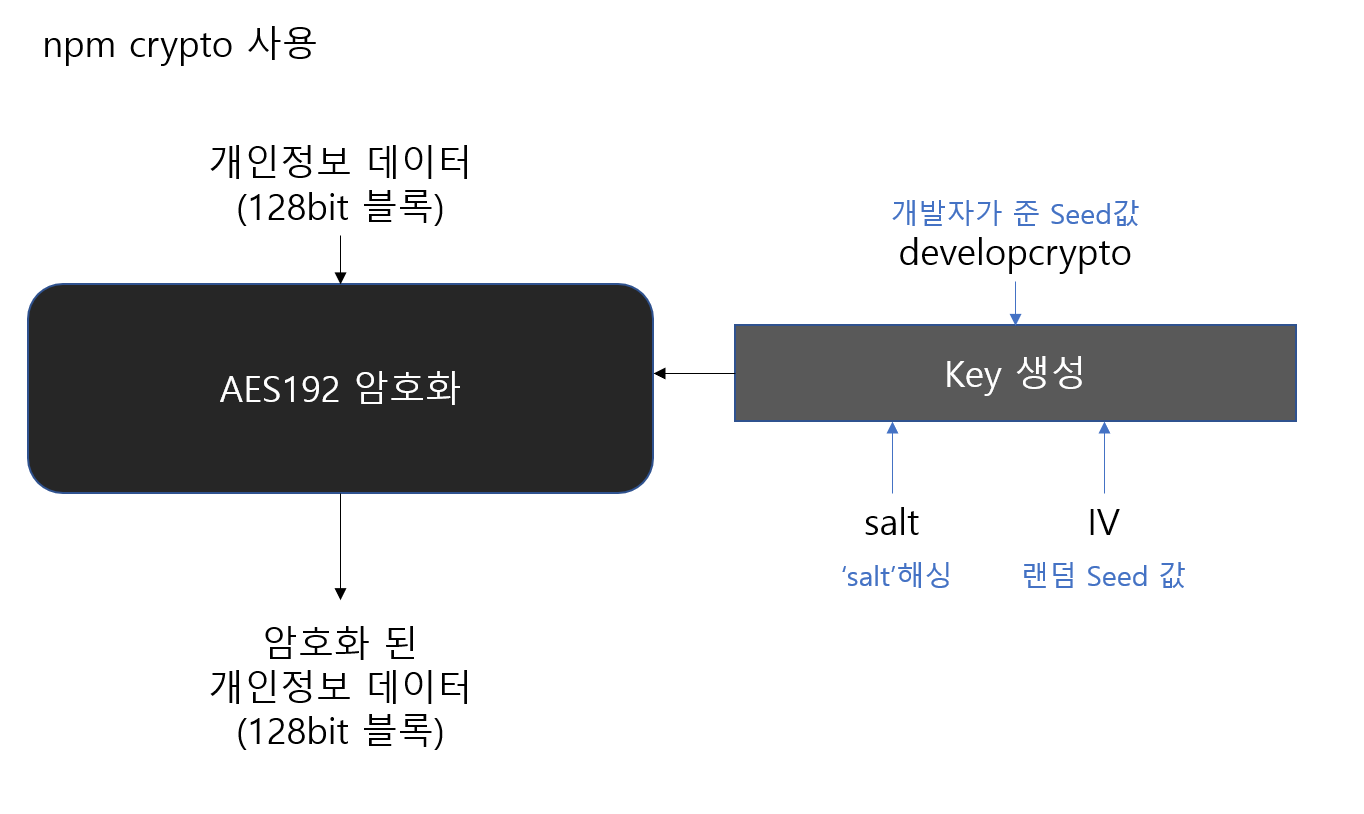 npm crypto 사용
개인정보 데이터
(128bit 블록)
AES192 암호화
암호화 된
개인정보 데이터
(128bit 블록)
개발자가 준 Seed값
developcrypto
Key 생성
salt
‘salt’해싱
IV
랜덤 Seed 값